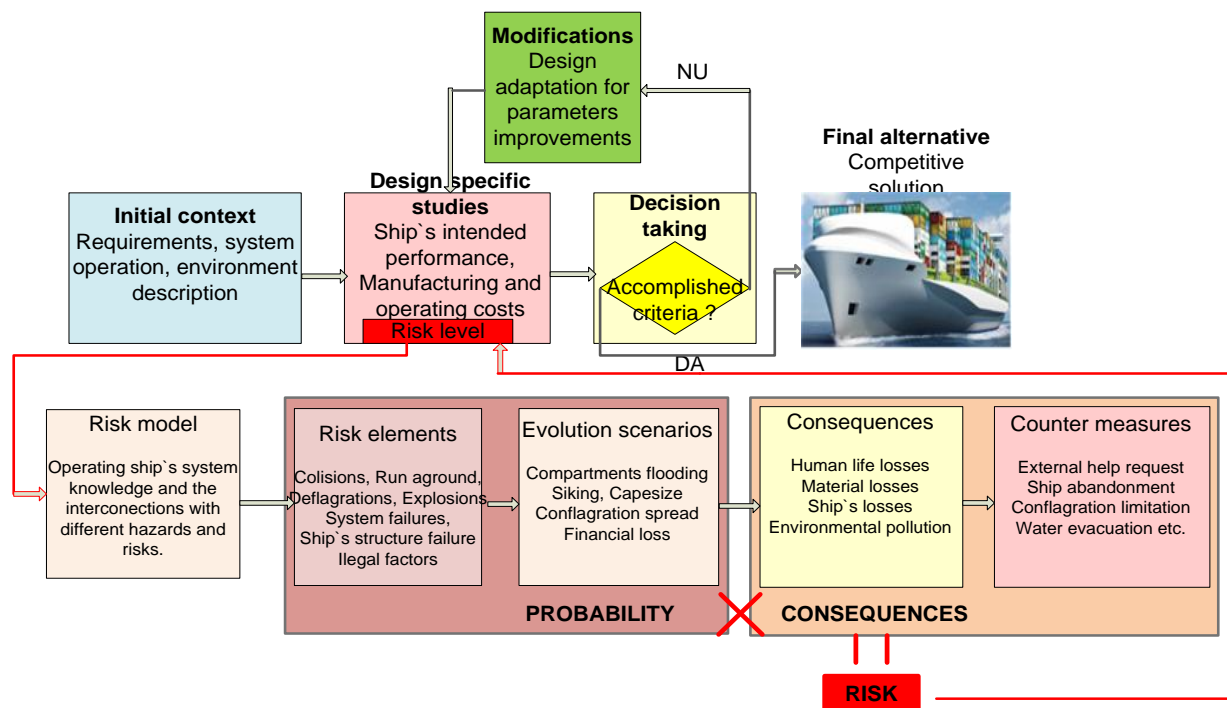 Modifications
Design
adaptation for
parameters
improvements
NU
Final alternative
Competitive
solution
Initial context
Requirements, system
operation, environment
description
Design specific
studies
Ship`s intended
performance,
Manufacturing and
operating costs
Risk level
Decision
taking
Accomplished
criteria ?
DA
Risk model
Operating ship`s system
knowledge and the
interconections with
different hazards and
risks.
Risk elements
Colisions, Run aground,
Deflagrations, Explosions
System failures,
Ship`s structure failure
Ilegal factors
Evolution scenarios
Compartments flooding
Siking, Capesize
Conflagration spread
Financial loss
PROBABILITY
Consequences
Human life losses
Material losses
Ship`s losses
Environmental pollution
Counter measures
External help request
Ship abandonment
Conflagration limitation
Water evacuation etc.
CONSEQUENCES
RISK